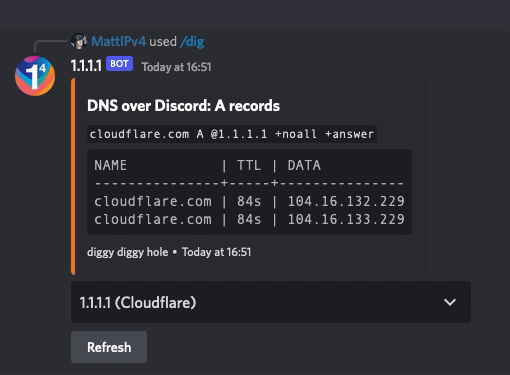 MattIPv4 used /dig
1.1.1.1 BOT Today at 16:51
1⁴
DNS over Discord: A records
cloudflare.com A @1.1.1.1 +noall +answer
NAME | TTL | DATA
---------------+-----+---------------
cloudflare.com | 84s | 104.16.132.229
cloudflare.com | 84s | 104.16.133.229
diggy diggy hole • Today at 16:51
1.1.1.1 (Cloudflare)
Refresh